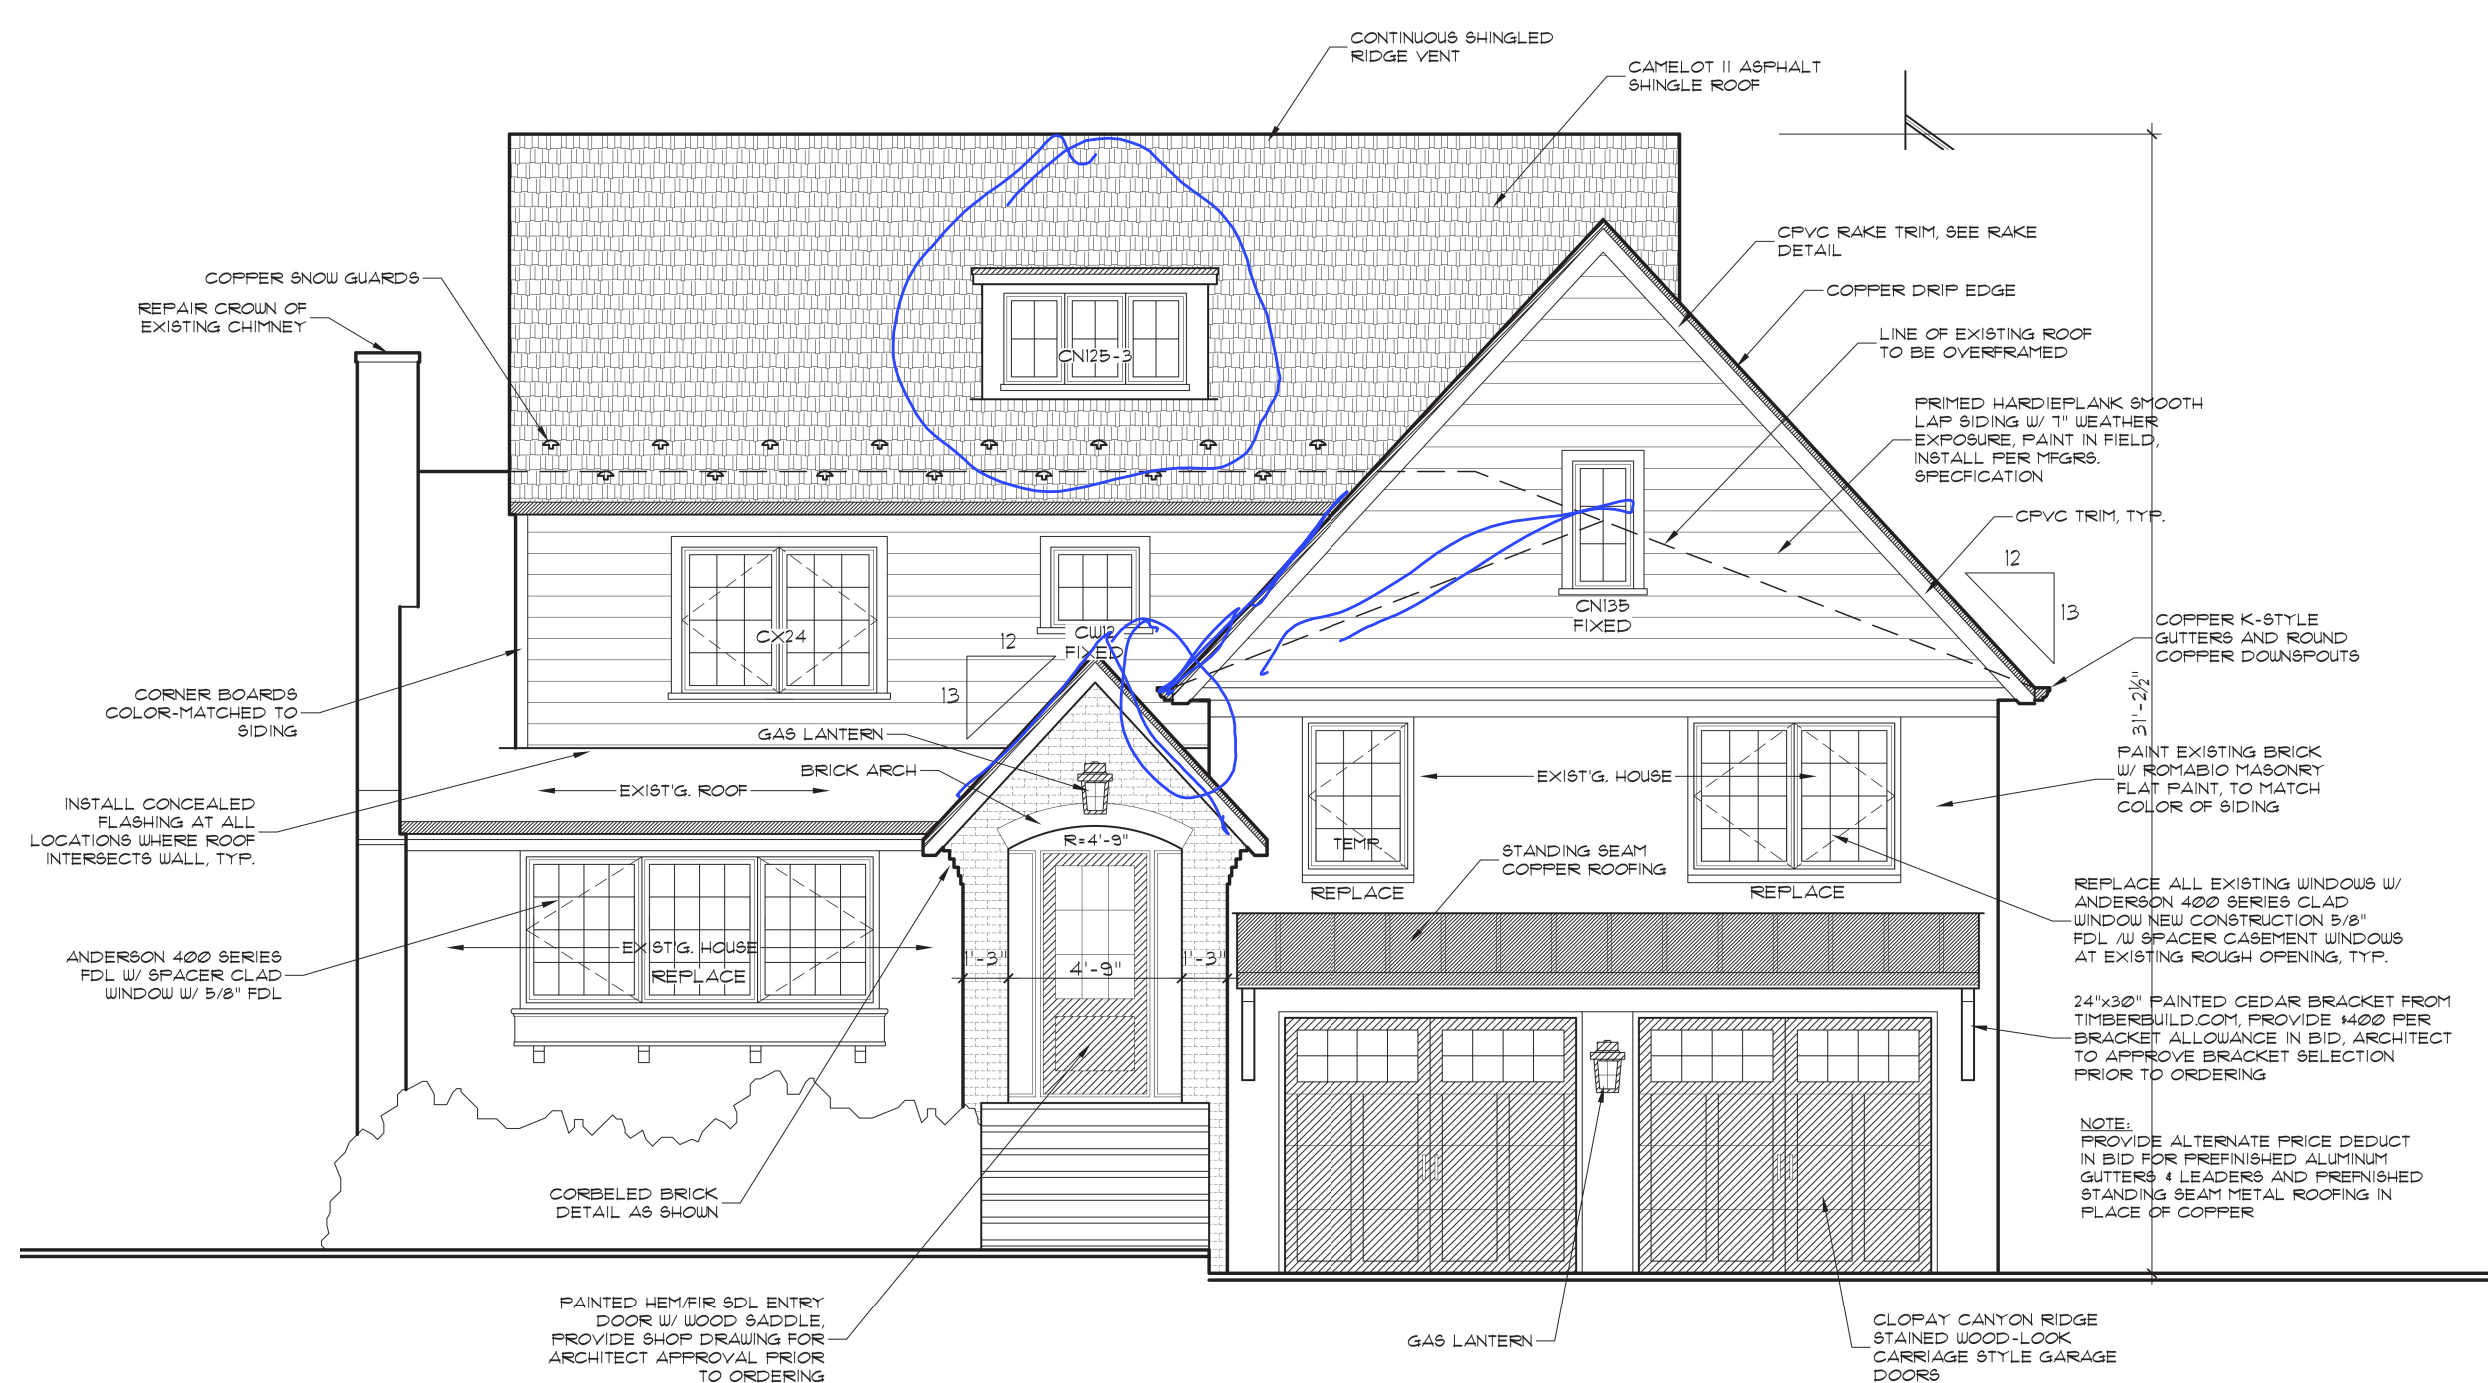 CONTINUOUS SHINGLED
RIDGE VENT
CAMELOT II ASPHALT
SHINGLE ROOF
CPVC RAKE TRIM, SEE RAKE
DETAIL
COPPER SNOW GUARDS
COPPER DRIP EDGE
REPAIR CROWN OF
EXISTING CHIMNEY
LINE OF EXISTING ROOF
TO BE OVERFRAMED
CN125-3
PRIMED HARDIEPLANK SMOOTH
LAP SIDING W/ 7" WEATHER
EXPOSURE, PAINT IN FIELD,
INSTALL PER MFGRS.
SPECFICATION
CPVC TRIM, TYP.
12
13
CN135
FIXED
COPPER K-STYLE
GUTTERS AND ROUND
COPPER DOWNSPOUTS
CX24
CW12
FIXED
12
13
CORNER BOARDS
COLOR-MATCHED TO
SIDING
31'-2½"
GAS LANTERN
BRICK ARCH
EXIST'G. ROOF
EXIST'G. HOUSE
PAINT EXISTING BRICK
W/ ROMABIO MASONRY
FLAT PAINT, TO MATCH
COLOR OF SIDING
INSTALL CONCEALED
FLASHING AT ALL
LOCATIONS WHERE ROOF
INTERSECTS WALL, TYP.
R=4'-9"
TEMP.
STANDING SEAM
COPPER ROOFING
REPLACE
REPLACE
REPLACE ALL EXISTING WINDOWS W/
ANDERSON 400 SERIES CLAD
WINDOW NEW CONSTRUCTION 5/8"
FDL /W SPACER CASEMENT WINDOWS
AT EXISTING ROUGH OPENING, TYP.
EXIST'G. HOUSE
REPLACE
ANDERSON 400 SERIES
FDL W/ SPACER CLAD
WINDOW W/ 5/8" FDL
1'-3"
4'-9"
1'-3"
24"x30" PAINTED CEDAR BRACKET FROM
TIMBERBUILD.COM, PROVIDE $400 PER
BRACKET ALLOWANCE IN BID, ARCHITECT
TO APPROVE BRACKET SELECTION
PRIOR TO ORDERING
NOTE:
PROVIDE ALTERNATE PRICE DEDUCT
IN BID FOR PREFINISHED ALUMINUM
GUTTERS & LEADERS AND PREFNISHED
STANDING SEAM METAL ROOFING IN
PLACE OF COPPER
CORBELED BRICK
DETAIL AS SHOWN
PAINTED HEM/FIR SDL ENTRY
DOOR W/ WOOD SADDLE,
PROVIDE SHOP DRAWING FOR
ARCHITECT APPROVAL PRIOR
TO ORDERING
GAS LANTERN
CLOPAY CANYON RIDGE
STAINED WOOD-LOOK
CARRIAGE STYLE GARAGE
DOORS